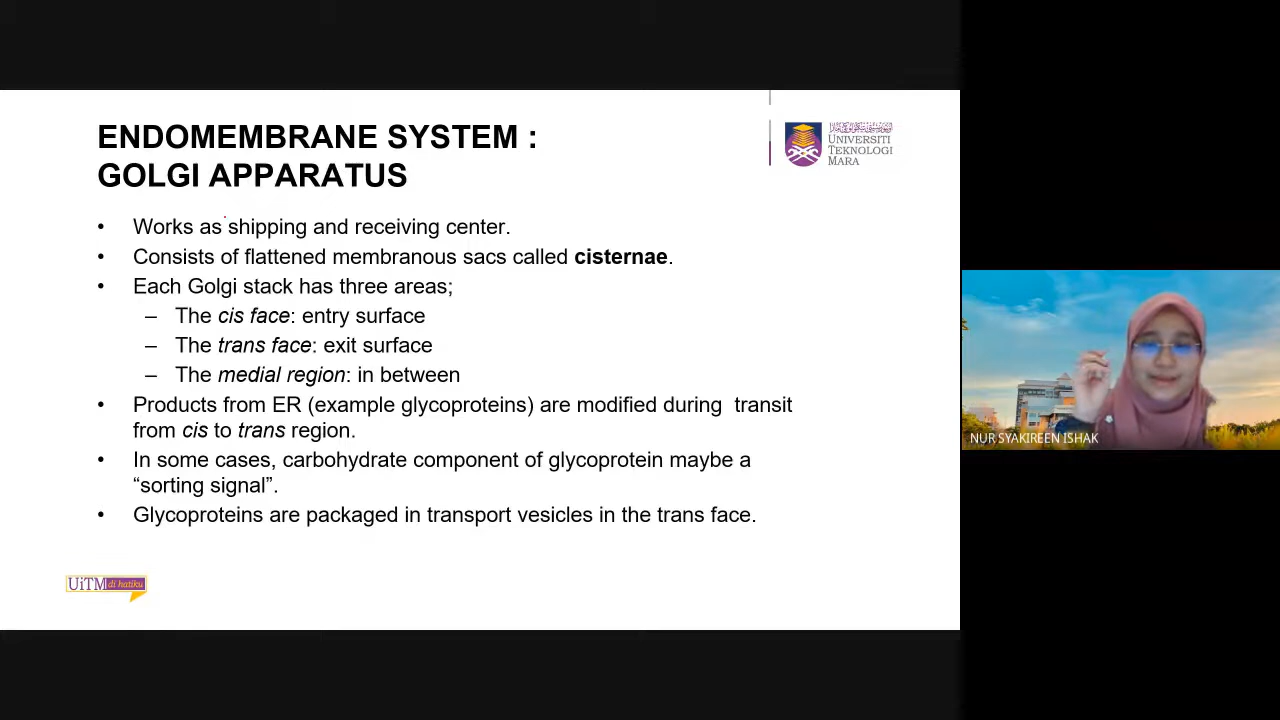 ENDOMEMBRANE SYSTEM :
GOLGI APPARATUS
UNIVERSITI
TEKNOLOGI
MARA
• Works as shipping and receiving center.
• Consists of flattened membranous sacs called cisternae.
• Each Golgi stack has three areas;
– The cis face: entry surface
– The trans face: exit surface
– The medial region: in between
• Products from ER (example glycoproteins) are modified during transit
from cis to trans region.
• In some cases, carbohydrate component of glycoprotein maybe a
“sorting signal”.
• Glycoproteins are packaged in transport vesicles in the trans face.
UiTM di hatiku
NUR SYAKIREEN ISHAK